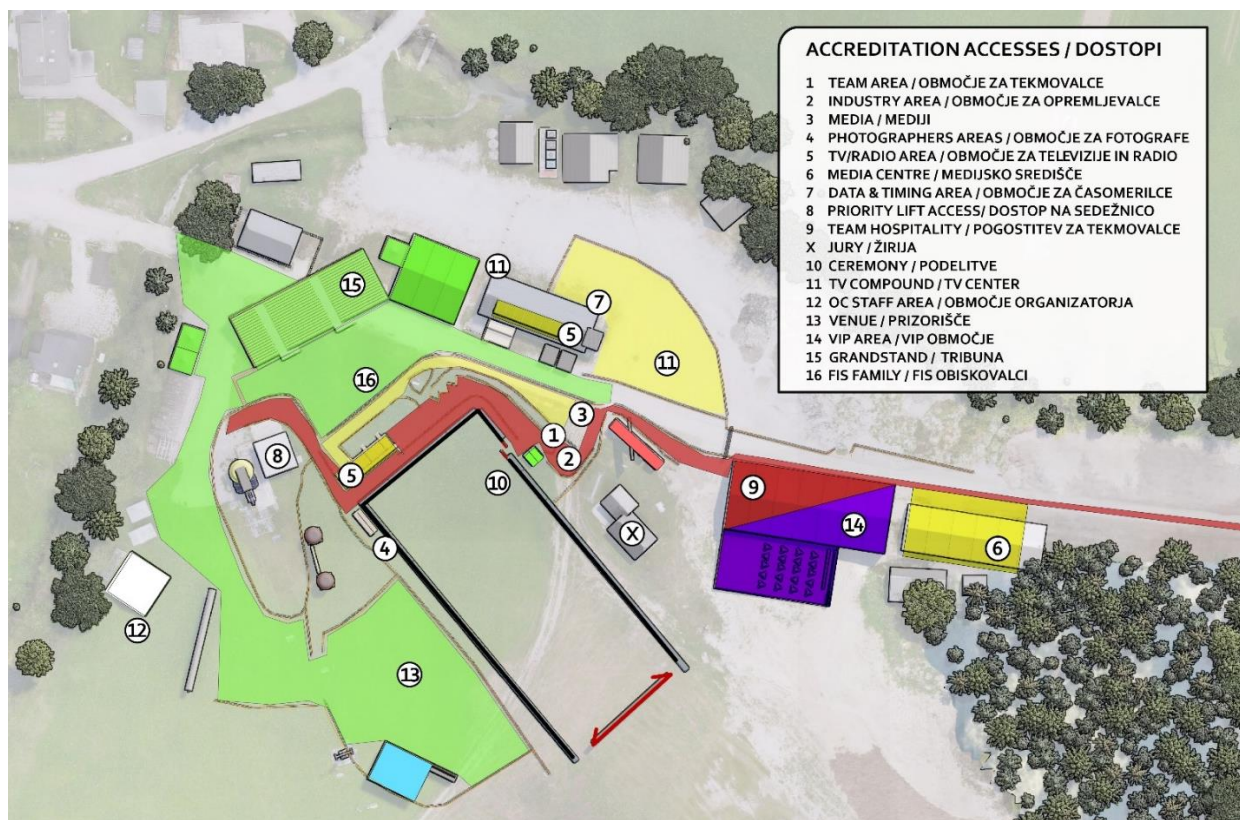 ACCREDITATION ACCESSES / DOSTOPI
1 TEAM AREA / OBMOČJE ZA TEKMOVALCE
2 INDUSTRY AREA / OBMOČJE ZA OPREMLJEVALCE
3 MEDIA / MEDIJI
4 PHOTOGRAPHERS AREAS / OBMOČJE ZA FOTOGRAFE
5 TV/RADIO AREA / OBMOČJE ZA TELEVIZIJE IN RADIO
6 MEDIA CENTRE / MEDIJSKO SREDIŠČE
7 DATA & TIMING AREA / OBMOČJE ZA ČASOMERILCE
8 PRIORITY LIFT ACCESS/ DOSTOP NA SEDEŽNICO
9 TEAM HOSPITALITY / POGOSTITEV ZA TEKMOVALCE
X JURY / ŽIRIJA
10 CEREMONY / PODELITVE
11 TV COMPOUND / TV CENTER
12 OC STAFF AREA / OBMOČJE ORGANIZATORJA
13 VENUE / PRIZORIŠČE
14 VIP AREA / VIP OBMOČJE
15 GRANDSTAND / TRIBUNA
16 FIS FAMILY / FIS OBISKOVALCI
11
15
7
5
11
16
3
1
2
8
5
10
9
14
X
6
4
12
13